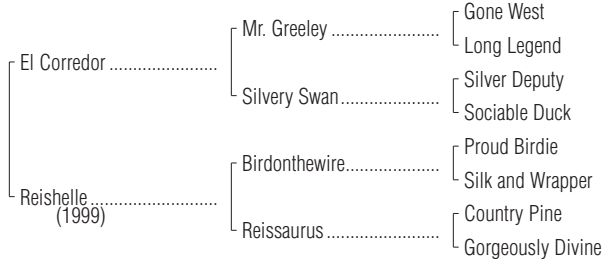 Gone West
Mr. Greeley ......................
Long Legend
El Corredor ......................
Silver Deputy
Silvery Swan....................
Sociable Duck
Proud Birdie
Birdonthewire...................
Silk and Wrapper
Reishelle ..........................
(1999)
Country Pine
Reissaurus .......................
Gorgeously Divine